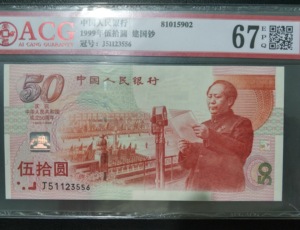 ACG
中国人民银行
81015902
1999年 伍拾圆 建国钞
冠号: J51123556
67
EPQ
中国人民银行
50
伍拾圆
J51123556
50